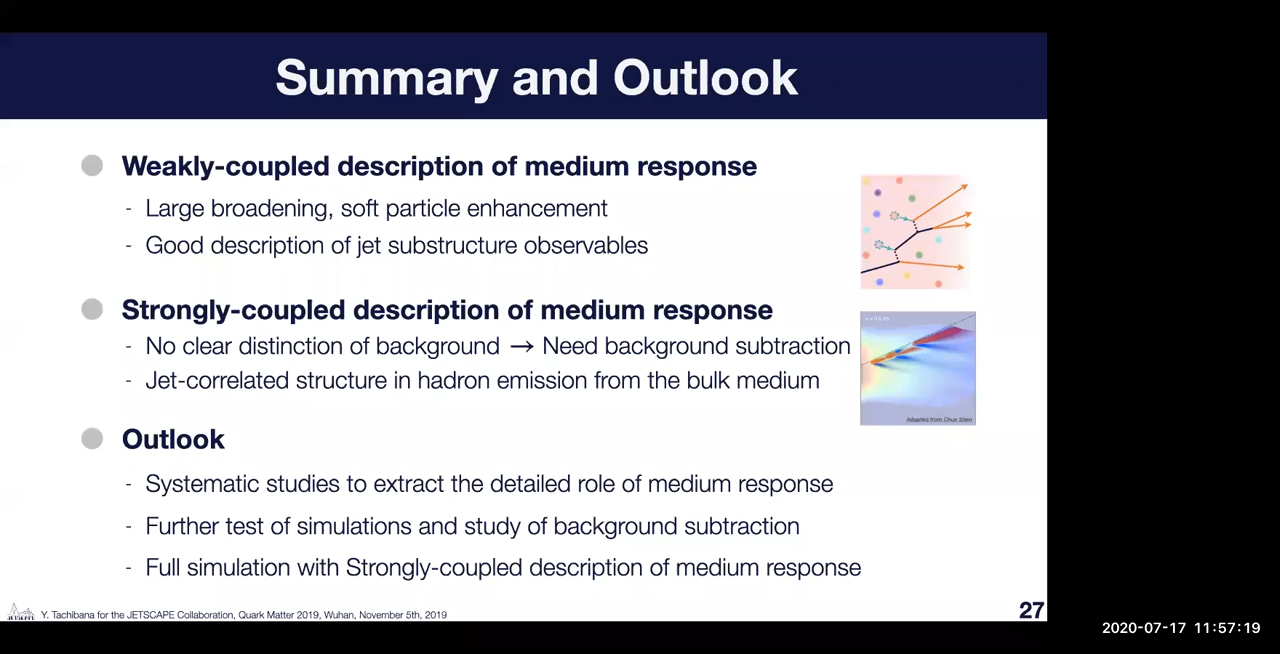 Summary and Outlook
Weakly-coupled description of medium response
- Large broadening, soft particle enhancement
- Good description of jet substructure observables
Strongly-coupled description of medium response
- No clear distinction of background → Need background subtraction
- Jet-correlated structure in hadron emission from the bulk medium
Adapted from Chun Shen
Outlook
- Systematic studies to extract the detailed role of medium response
- Further test of simulations and study of background subtraction
- Full simulation with Strongly-coupled description of medium response
JETSCAPE
Y. Tachibana for the JETSCAPE Collaboration, Quark Matter 2019, Wuhan, November 5th, 2019
27
2020-07-17 11:57:19